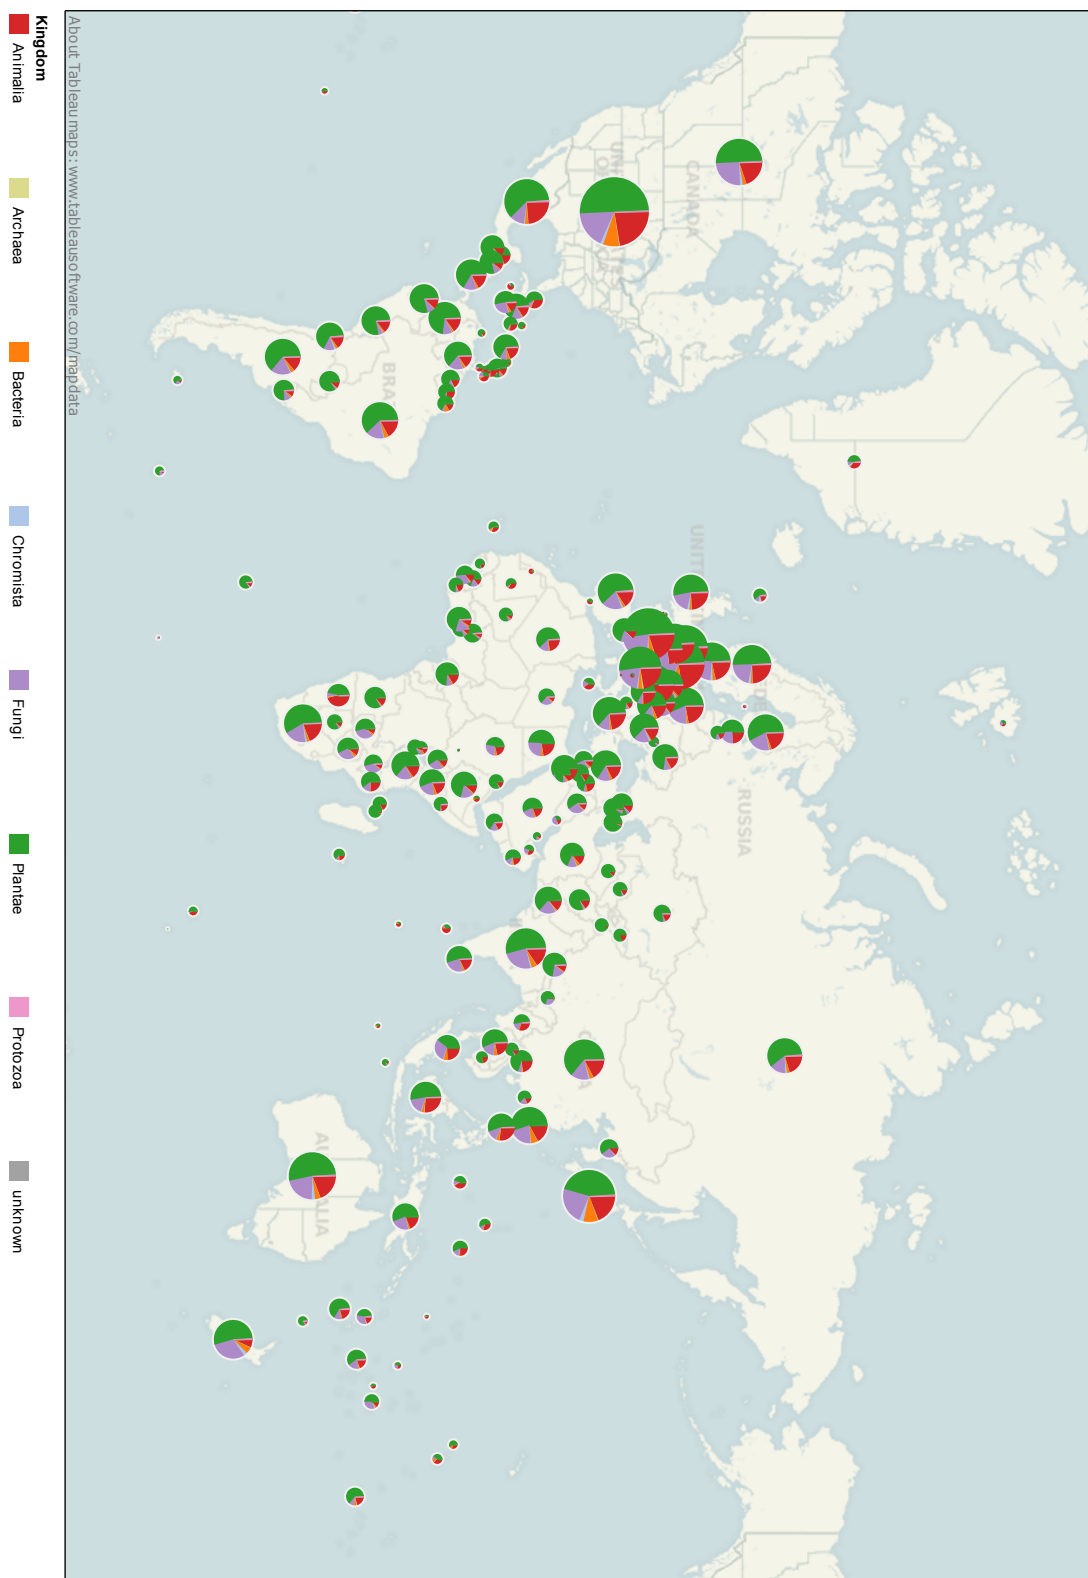 CANADA
RUSSIA
About Tableau maps: www.tableausoftware.com/mapdata
Kingdom
Animalia
Archaea
Bacteria
Chromista
Fungi
Plantae
Protozoa
unknown